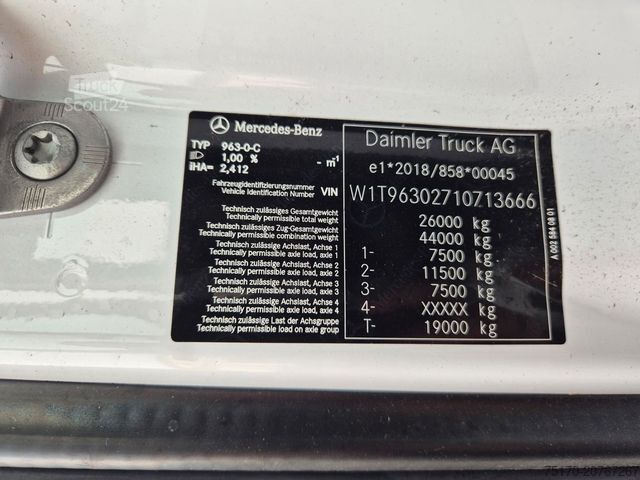 Truck
Scout24
Mercedes-Benz
Daimler Truck AG
TYP 963-0-C
1,00 % - m-1
iHA= 2,412
e1*2018/858*00045
Fahrzeugidentifizierungsnummer
Vehicle Identification Number VIN
W1T96302710713666
Technisch zulässiges Gesamtgewicht
Technically permissible total weight
26000 kg
Technisch zulässiges Zug-Gesamtgewicht
Technically permissible combination weight
44000 kg
Technisch zulässige Achslast, Achse 1
Technically permissible axle load, axle 1
1- 7500 kg
Technisch zulässige Achslast, Achse 2
Technically permissible axle load, axle 2
2- 11500 kg
Technisch zulässige Achslast, Achse 3
Technically permissible axle load, axle 3
3- 7500 kg
Technisch zulässige Achslast, Achse 4
Technically permissible axle load, axle 4
4- XXXXX kg
Technisch zulässige Last der Achsgruppe
Technically permissible load on axle group
T- 19000 kg
A 002 584 08 01